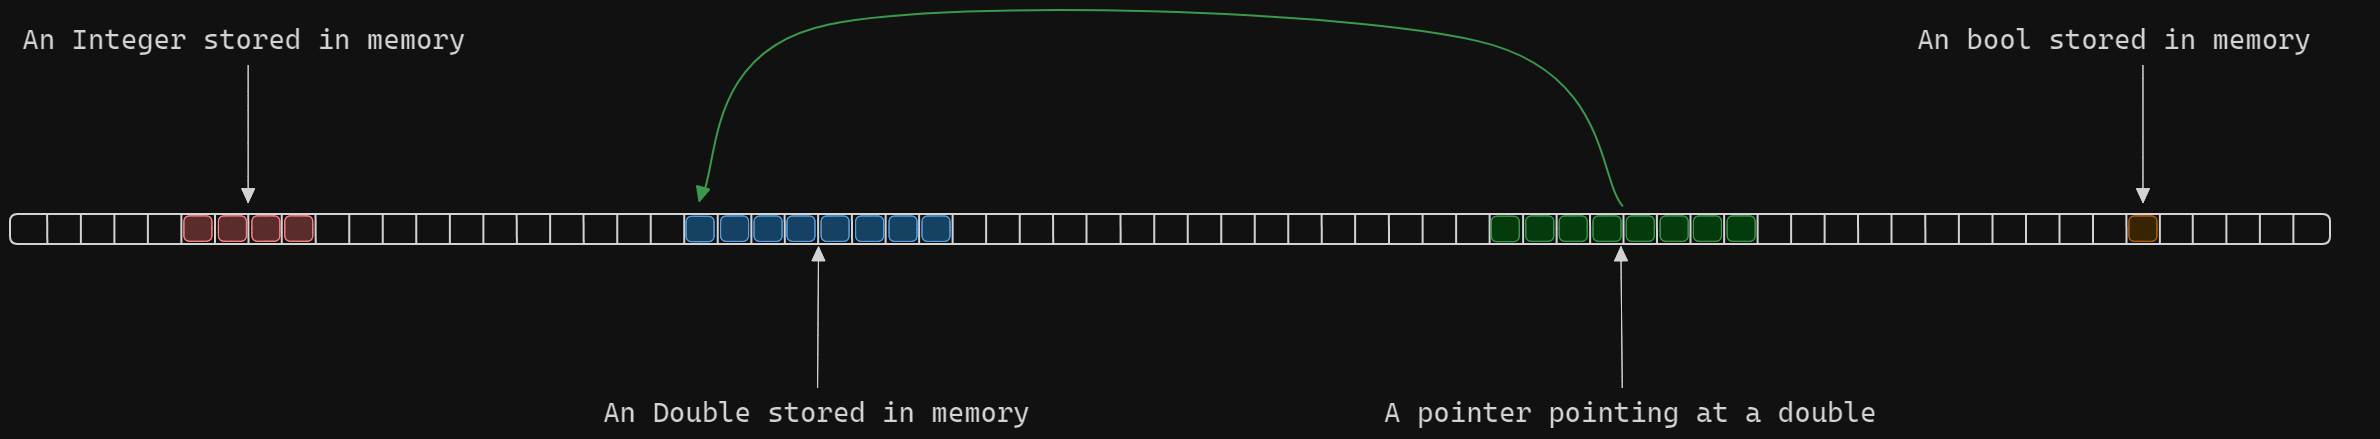 An Integer stored in memory
An bool stored in memory
An Double stored in memory
A pointer pointing at a double